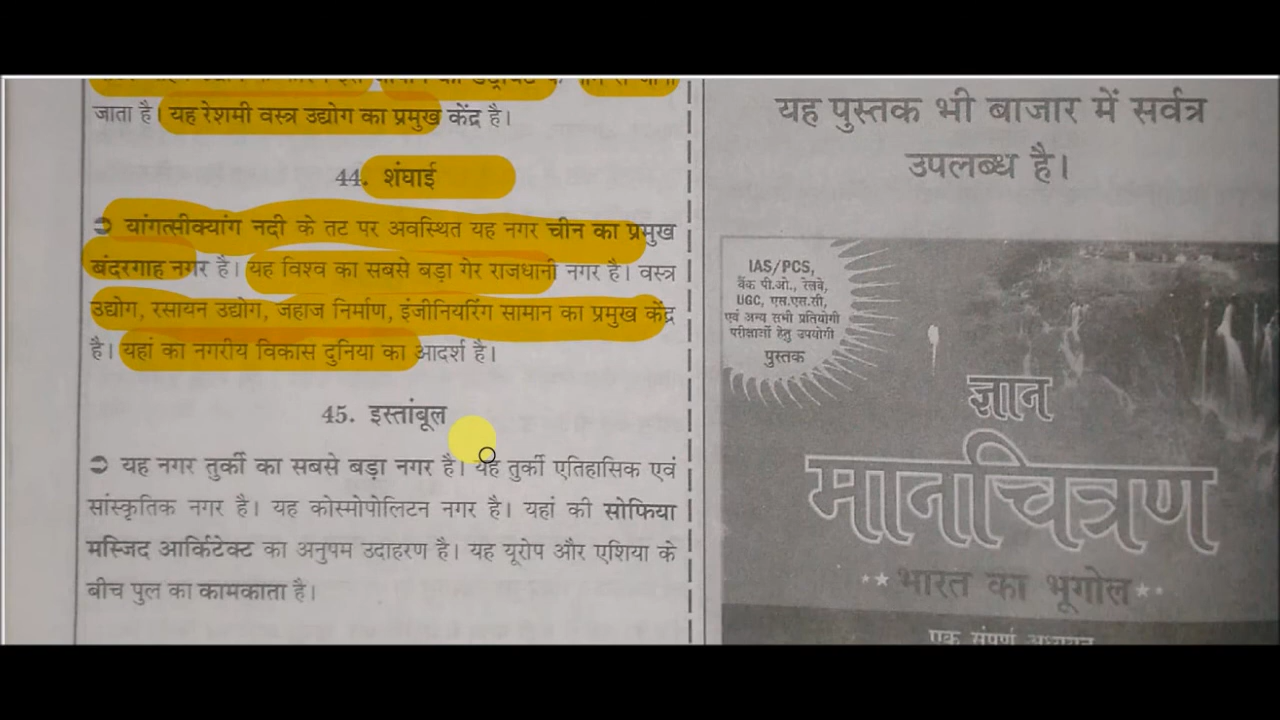 जाता है। यह रेशमी वस्त्र उद्योग का प्रमुख केंद्र है।
44. शंघाई
यांगत्सीक्यांग नदी के तट पर अवस्थित यह नगर चीन का प्रमुख
बंदरगाह नगर है। यह विश्व का सबसे बड़ा गेर राजधानी नगर है। वस्त्र
उद्योग, रसायन उद्योग, जहाज निर्माण, इंजीनियरिंग सामान का प्रमुख केंद्र
है। यहां का नगरीय विकास दुनिया का आदर्श है।
45. इस्तांबूल
यह नगर तुर्की का सबसे बड़ा नगर है। यह तुर्की एतिहासिक एवं
सांस्कृतिक नगर है। यह कोस्मोपोलिटन नगर है। यहां की सोफिया
मस्जिद आर्किटेक्ट का अनुपम उदाहरण है। यह यूरोप और एशिया के
बीच पुल का कामकाता है।
यह पुस्तक भी बाजार में सर्वत्र
उपलब्ध है।
IAS/PCS,
बैंक पी.ओ., रेलवे,
UGC, एस.एस.सी.
एवं अन्य सभी प्रतियोगी
परीक्षाओं हेतु उपयोगी
पुस्तक
ज्ञान
मानचित्रण
भारत का भूगोल
एक संपूर्ण अध्ययन